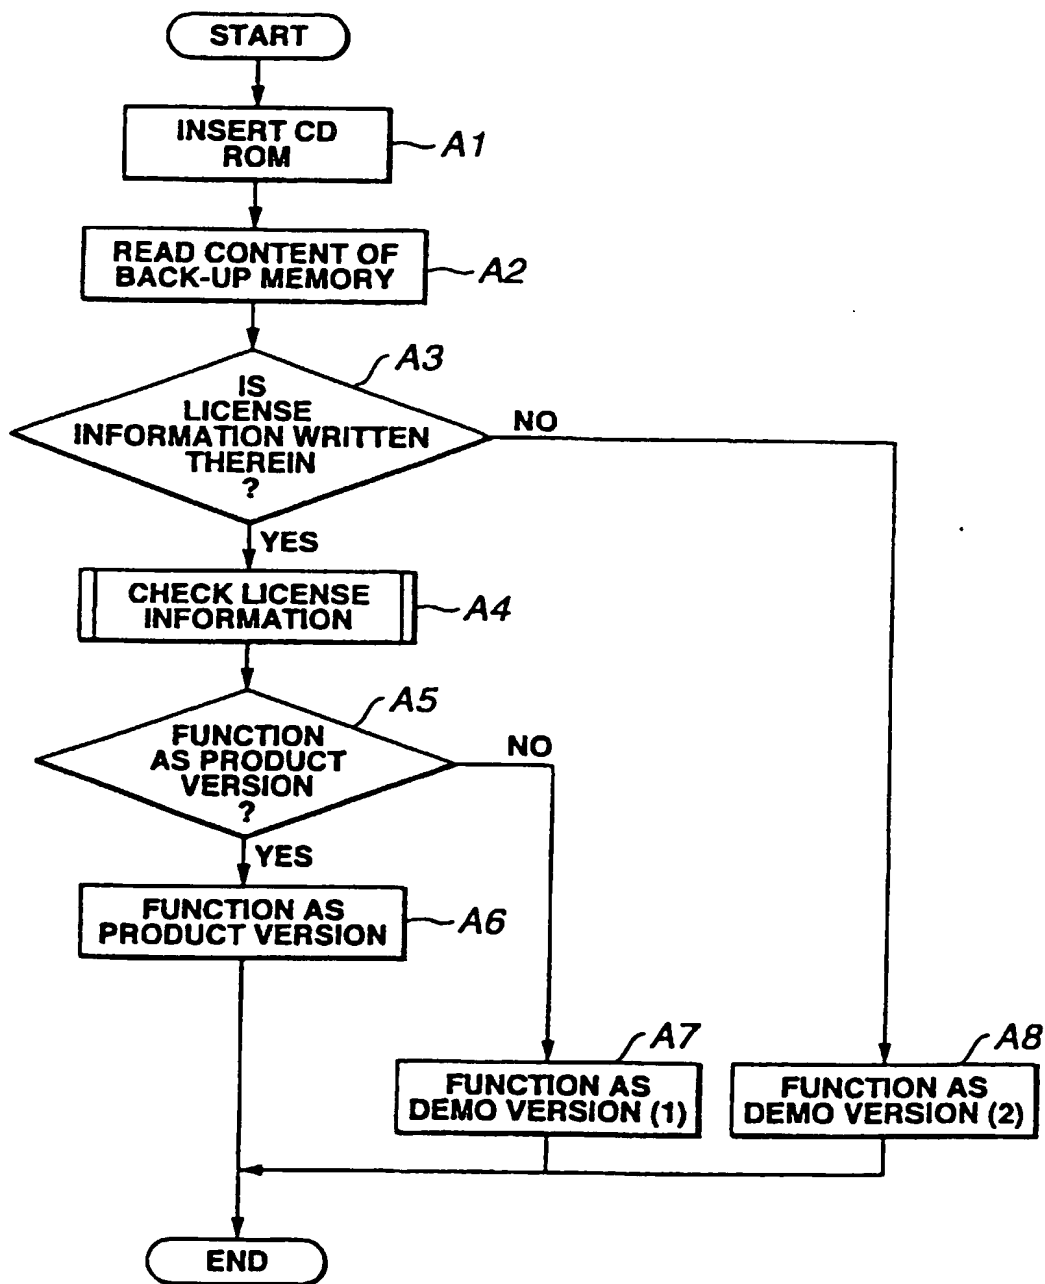 START
INSERT CD
ROM
A1
READ CONTENT OF
BACK-UP MEMORY
A2
A3
IS
LICENSE
INFORMATION WRITTEN
THEREIN
?
NO
YES
CHECK LICENSE
INFORMATION
A4
A5
FUNCTION
AS PRODUCT
VERSION
?
NO
YES
FUNCTION AS
PRODUCT VERSION
A6
A7
FUNCTION AS
DEMO VERSION (1)
A8
FUNCTION AS
DEMO VERSION (2)
END